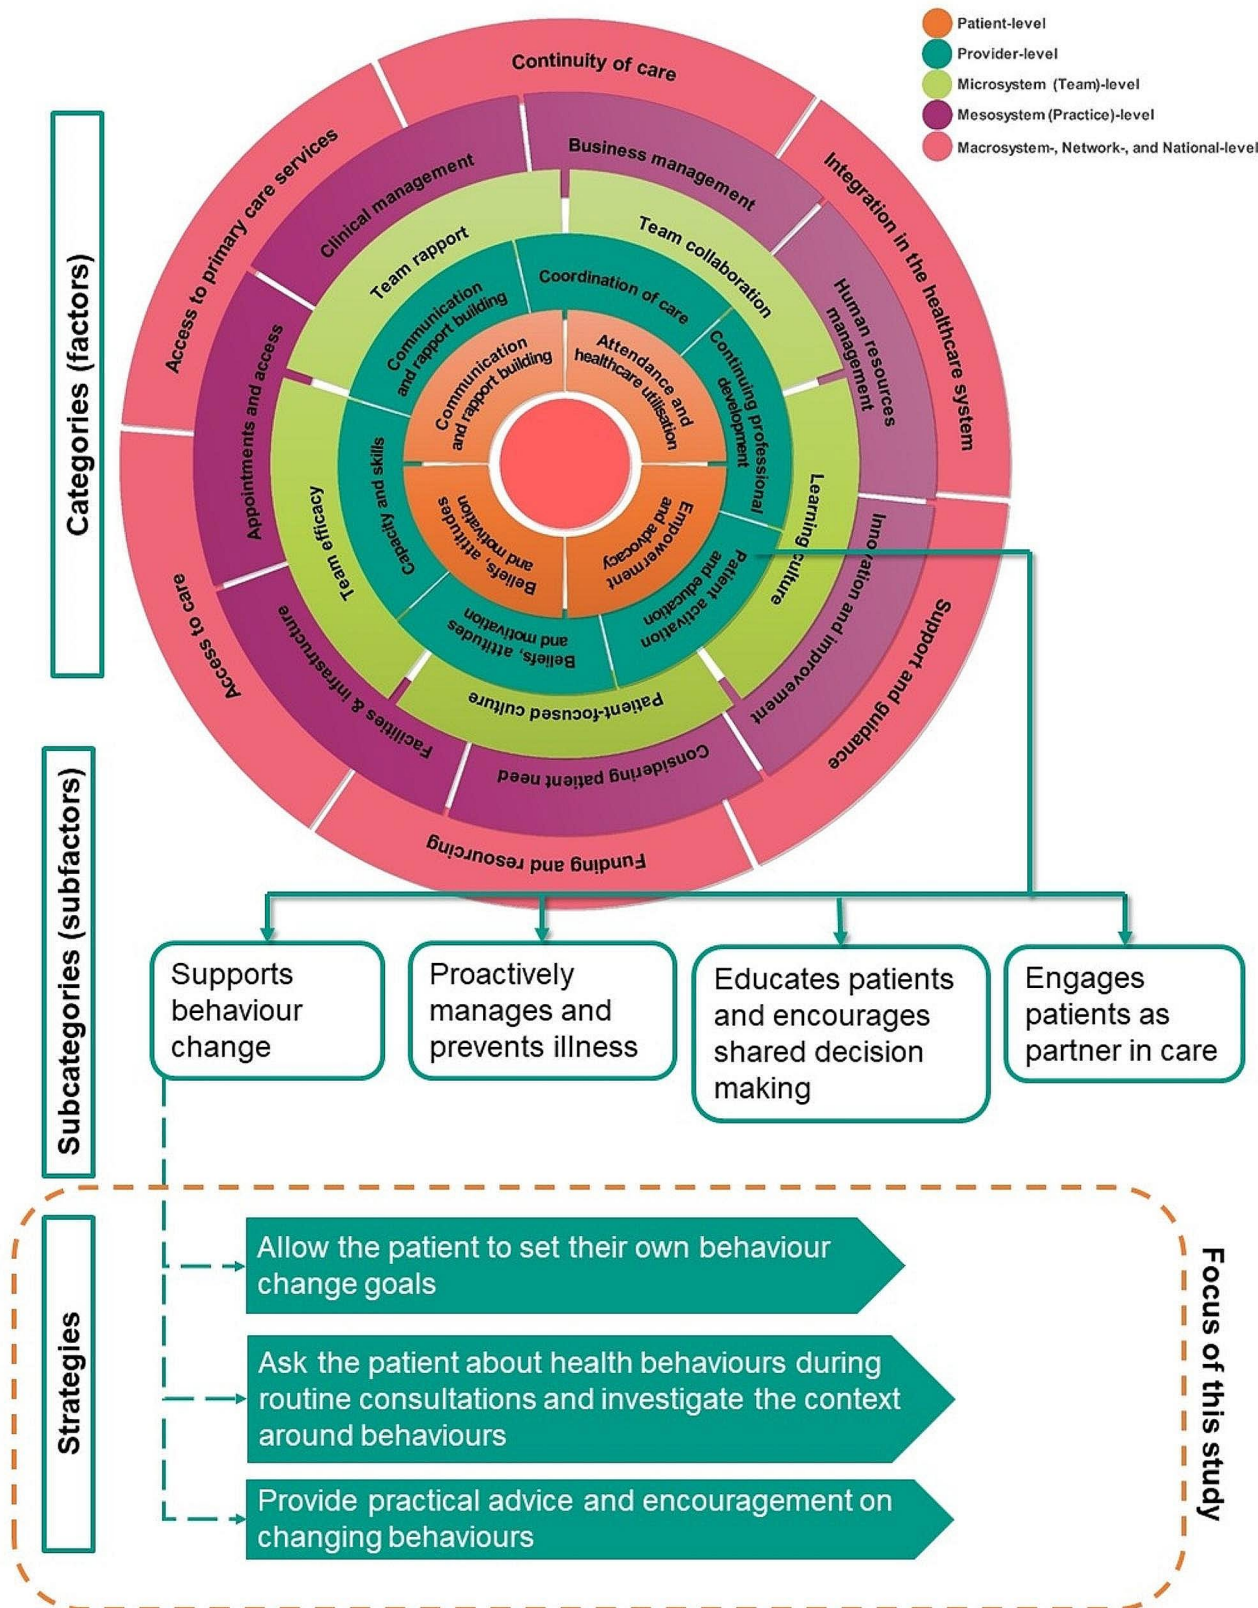 Patient-level
Provider-level
Microsystem (Team)-level
Mesosystem (Practice)-level
Macrosystem-, Network-, and National-level
Categories (factors)
Continuity of care
Integration in the healthcare system
Support and guidance
Funding and resourcing
Access to care
Access to primary care services
Business management
Human resources
management
Innovation and improvement
Considering patient need
Facilities & infrastructure
Appointments and access
Clinical management
Team collaboration
Learning culture
Patient-focused culture
Team efficacy
Team rapport
Coordination of care
Continuing professional
development
Patient activation
and education
Beliefs, attitudes
and motivation
Capacity and skills
Communication
and rapport building
Attendance and
healthcare utilisation
Empowerment
and advocacy
Beliefs, attitudes
and motivation
Communication
and rapport building
Subcategories (subfactors)
Supports
behaviour
change
Proactively
manages and
prevents illness
Educates patients
and encourages
shared decision
making
Engages
patients as
partner in care
Strategies
Allow the patient to set their own behaviour
change goals
Ask the patient about health behaviours during
routine consultations and investigate the context
around behaviours
Provide practical advice and encouragement on
changing behaviours
Focus of this study